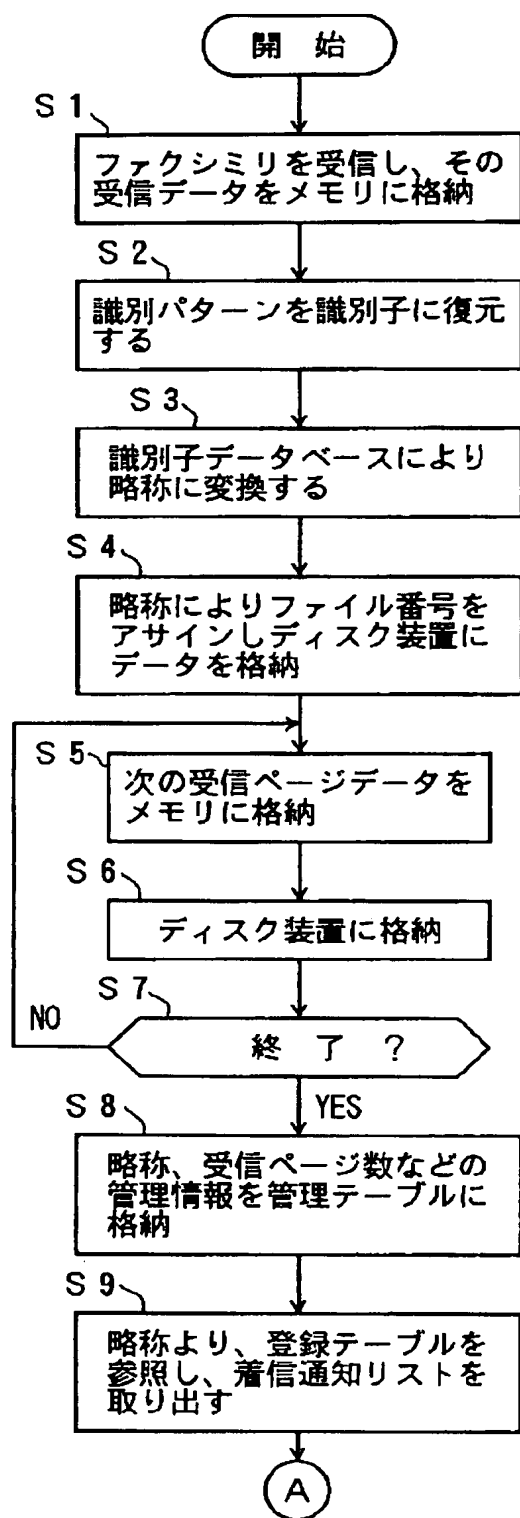 開 始
S 1
ファクシミリを受信し、その
受信データをメモリに格納
S 2
識別パターンを識別子に復元
する
S 3
識別子データベースにより
略称に変換する
S 4
略称によりファイル番号を
アサインしディスク装置に
データを格納
S 5
次の受信ページデータを
メモリに格納
S 6
ディスク装置に格納
S 7
NO
終 了 ?
YES
S 8
略称、受信ページ数などの
管理情報を管理テーブルに
格納
S 9
略称より、登録テーブルを
参照し、着信通知リストを
取り出す
A